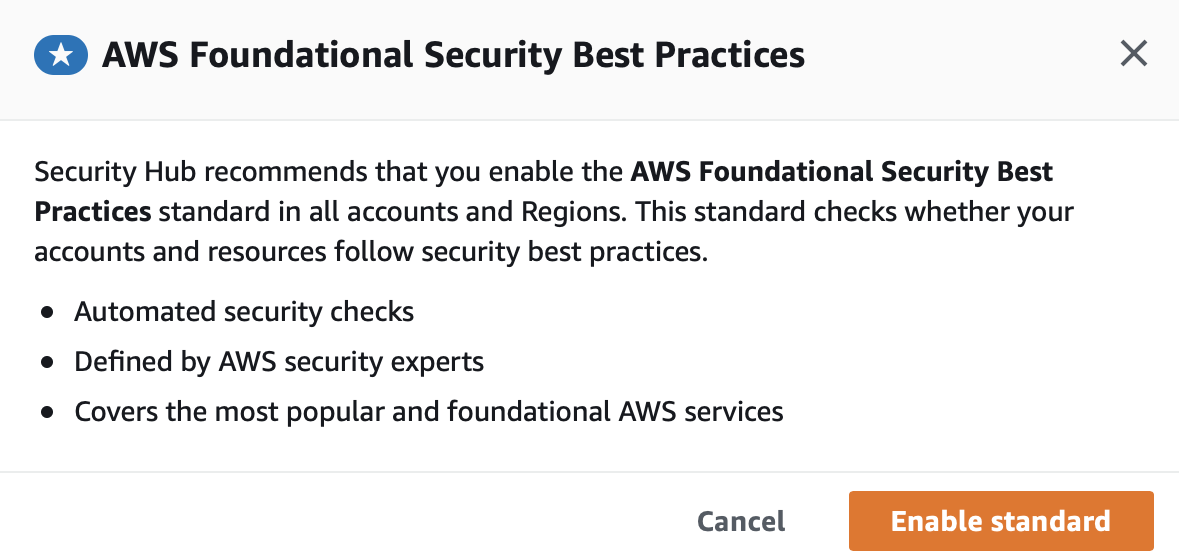 AWS Foundational Security Best Practices
Security Hub recommends that you enable the AWS Foundational Security Best
Practices standard in all accounts and Regions. This standard checks whether your
accounts and resources follow security best practices.
Automated security checks
Defined by AWS security experts
Covers the most popular and foundational AWS services
Cancel
Enable standard